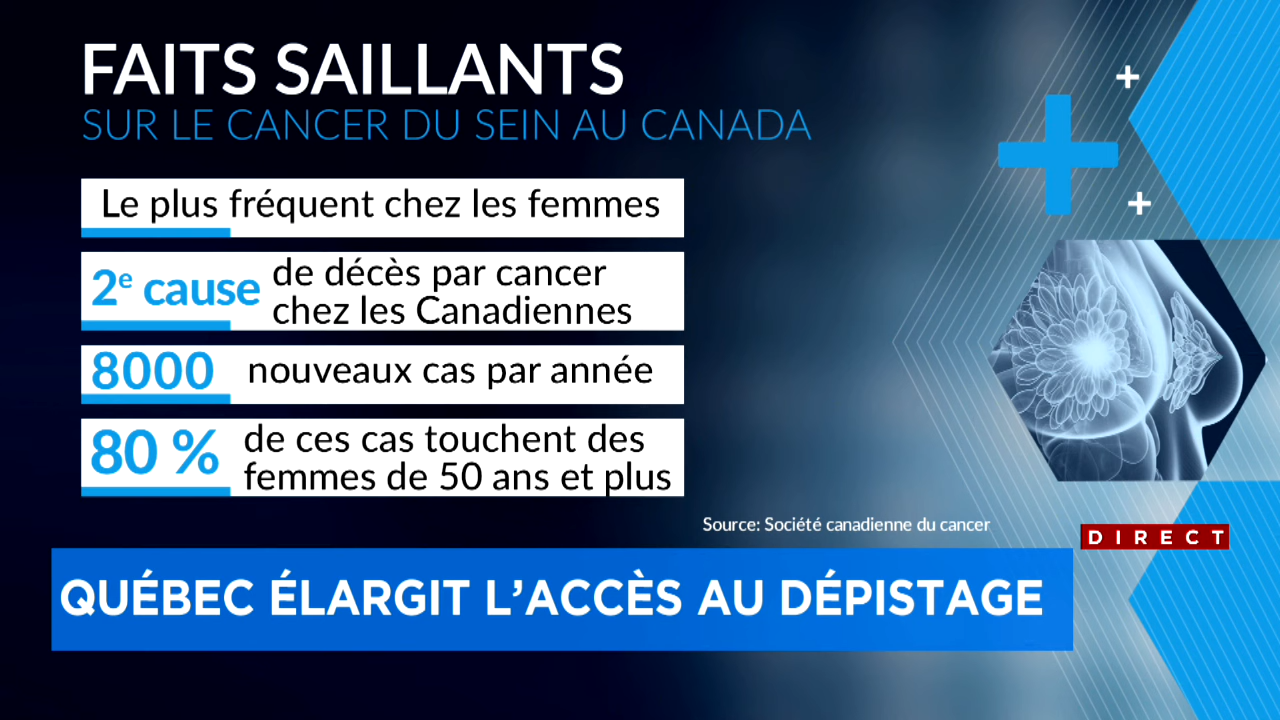 FAITS SAILLANTS
SUR LE CANCER DU SEIN AU CANADA
Le plus fréquent chez les femmes
2e cause de décès par cancer
chez les Canadiennes
8000 nouveaux cas par année
80 % de ces cas touchent des
femmes de 50 ans et plus
Source: Société canadienne du cancer
DIRECT
QUÉBEC ÉLARGIT L'ACCÈS AU DÉPISTAGE